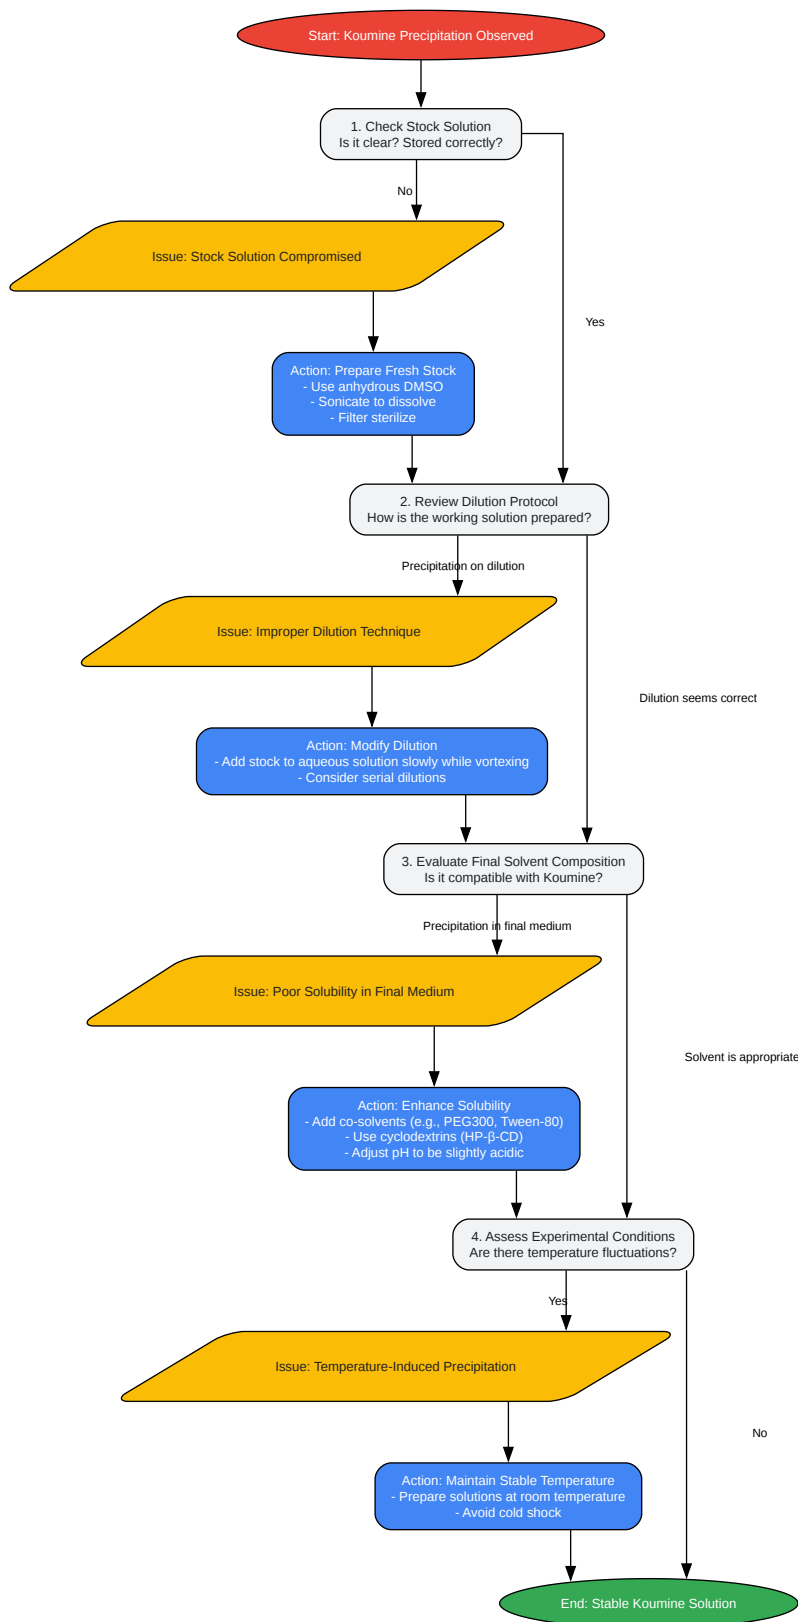 Start: Koumine Precipitation Observed
1. Check Stock Solution
Is it clear? Stored correctly?
No
Issue: Stock Solution Compromised
Yes
Action: Prepare Fresh Stock
- Use anhydrous DMSO
- Sonicate to dissolve
- Filter sterilize
2. Review Dilution Protocol
How is the working solution prepared?
Precipitation on dilution
Issue: Improper Dilution Technique
Dilution seems correct
Action: Modify Dilution
- Add stock to aqueous solution slowly while vortexing
- Consider serial dilutions
3. Evaluate Final Solvent Composition
Is it compatible with Koumine?
Precipitation in final medium
Issue: Poor Solubility in Final Medium
Solvent is appropriate
Action: Enhance Solubility
- Add co-solvents (e.g., PEG300, Tween-80)
- Use cyclodextrins (HP-β-CD)
- Adjust pH to be slightly acidic
4. Assess Experimental Conditions
Are there temperature fluctuations?
Yes
Issue: Temperature-Induced Precipitation
No
Action: Maintain Stable Temperature
- Prepare solutions at room temperature
- Avoid cold shock
End: Stable Koumine Solution